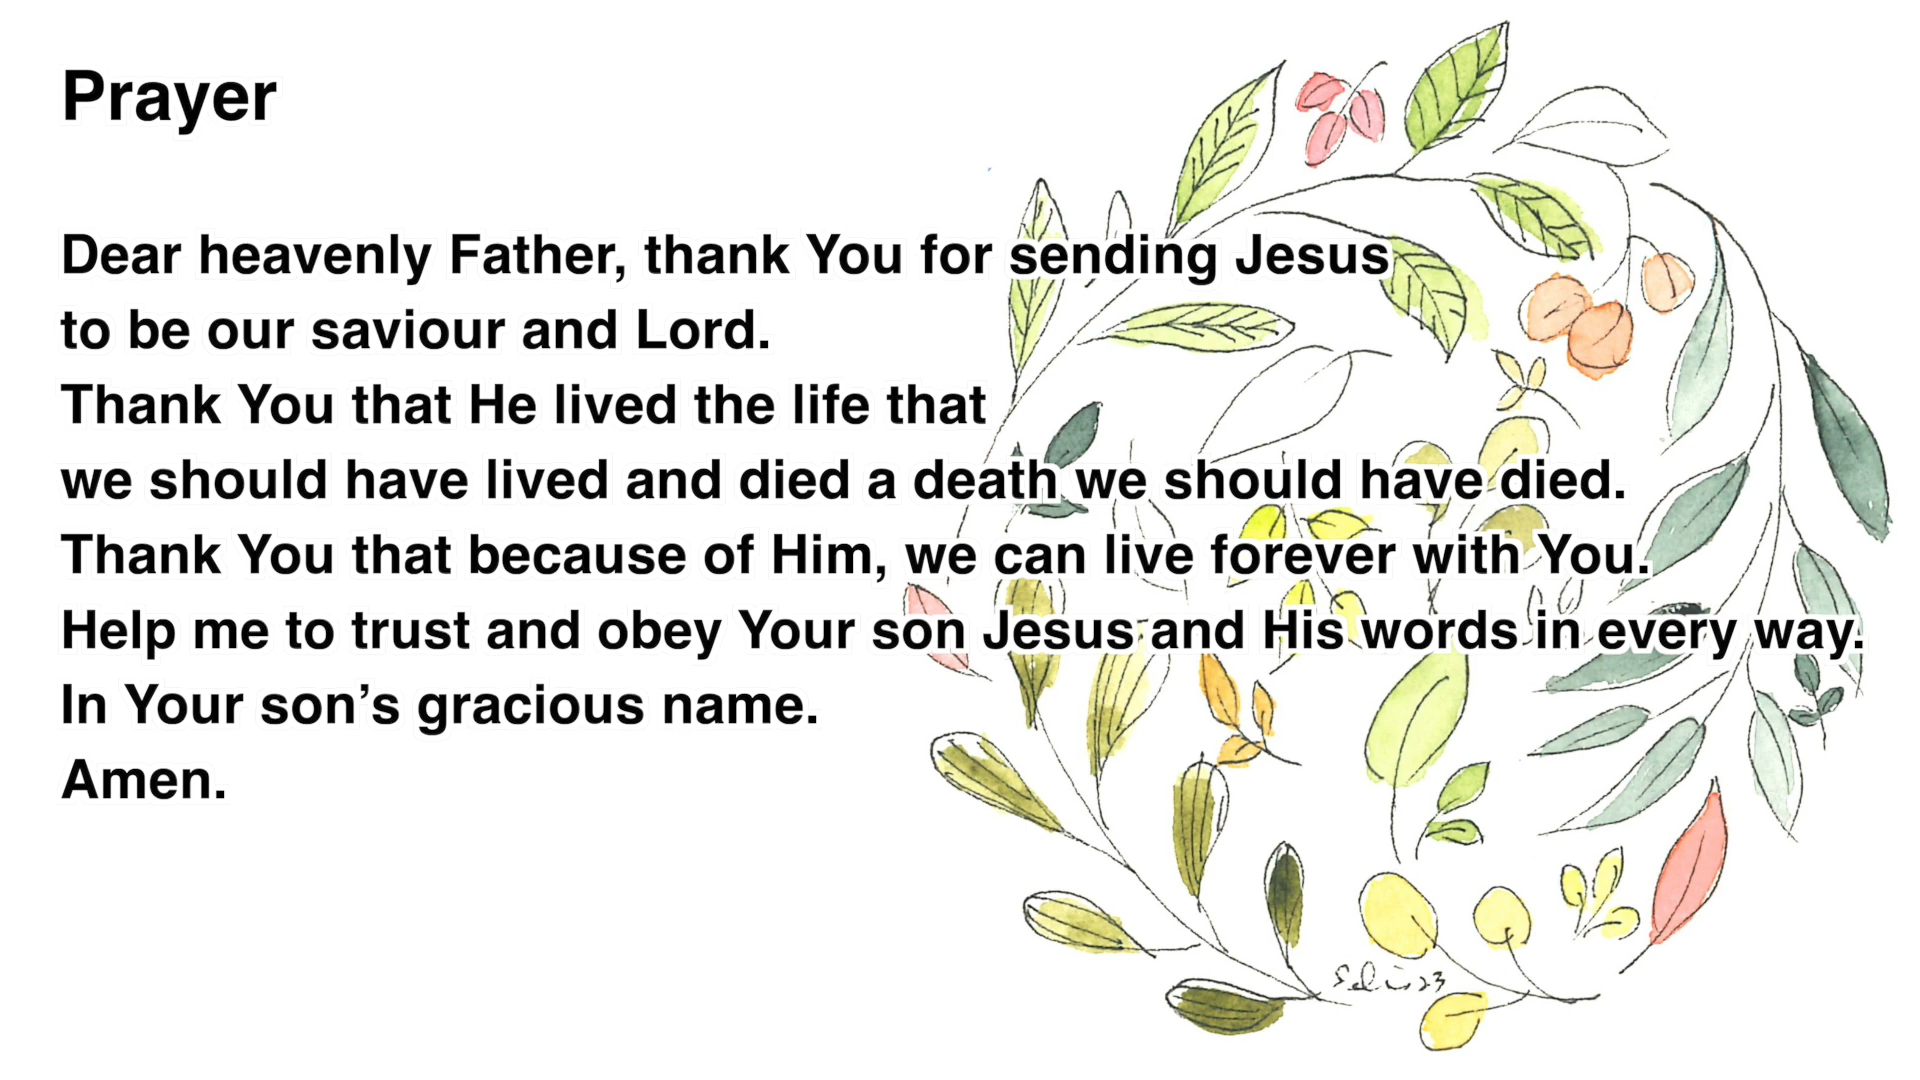 Prayer
Dear heavenly Father, thank You for sending Jesus
to be our saviour and Lord.
Thank You that He lived the life that
we should have lived and died a death we should have died.
Thank You that because of Him, we can live forever with You.
Help me to trust and obey Your son Jesus and His words in every way.
In Your son’s gracious name.
Amen.